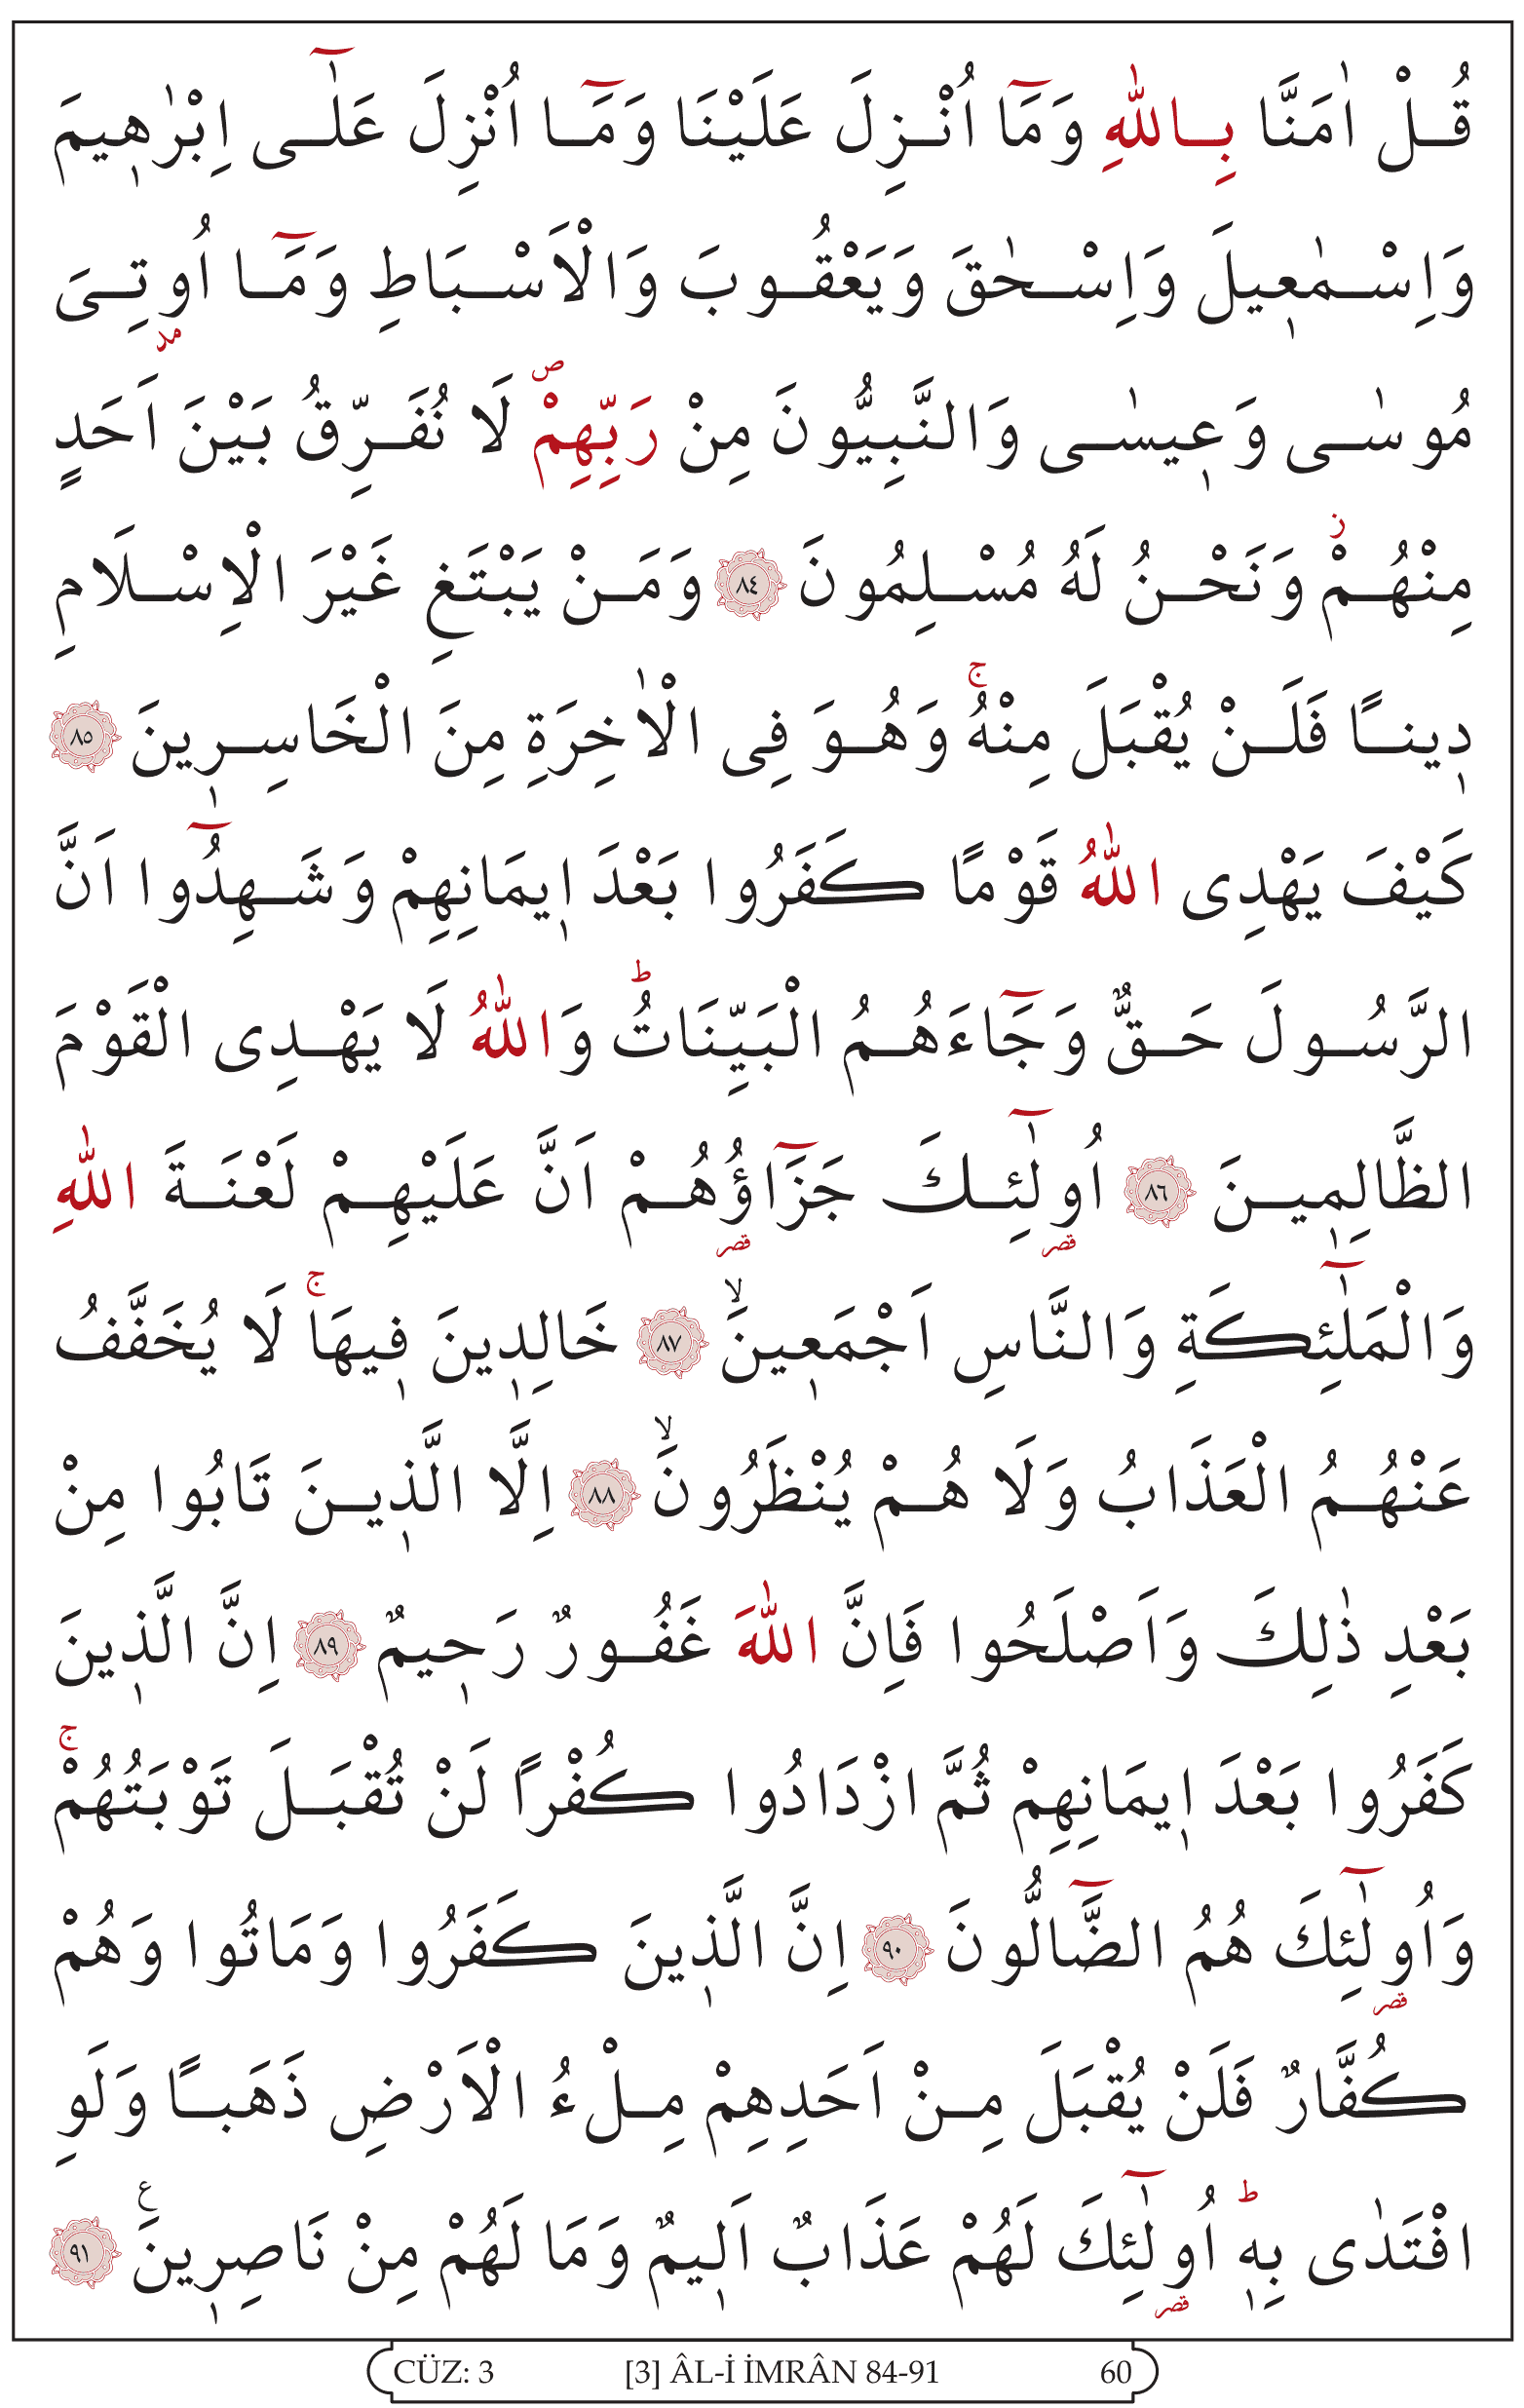 قُلْ اٰمَنَّا بِاللّٰهِ وَمَٓا اُنْزِلَ عَلَيْنَا وَمَٓا اُنْزِلَ عَلٰٓى اِبْرٰه۪يمَ
وَاِسْمٰع۪يلَ وَاِسْحٰقَ وَيَعْقُوبَ وَالْاَسْبَاطِ وَمَٓا اُو۫تِىَ
مد
مُوسٰى وَع۪يسٰى وَالنَّبِيُّونَ مِنْ رَبِّهِمْۖ لَا نُفَرِّقُ بَيْنَ اَحَدٍ
مِنْهُمْۘ وَنَحْنُ لَهُ مُسْلِمُونَ ﴿٨٤﴾ وَمَنْ يَبْتَغِ غَيْرَ الْاِسْلَامِ
د۪ينًا فَلَنْ يُقْبَلَ مِنْهُۚ وَهُوَ فِى الْاٰخِرَةِ مِنَ الْخَاسِر۪ينَ ﴿٨٥﴾
كَيْفَ يَهْدِى اللّٰهُ قَوْمًا كَفَرُوا بَعْدَ ا۪يمَانِهِمْ وَشَهِدُٓوا اَنَّ
الرَّسُولَ حَقٌّ وَجَٓاءَهُمُ الْبَيِّنَاتُۜ وَاللّٰهُ لَا يَهْدِى الْقَوْمَ
الظَّالِم۪ينَ ﴿٨٦﴾ اُولٰٓئِكَ جَزَٓاؤُهُمْ اَنَّ عَلَيْهِمْ لَعْنَةَ اللّٰهِ
قصر قصر
وَالْمَلٰٓئِكَةِ وَالنَّاسِ اَجْمَع۪ينَۙ ﴿٨٧﴾ خَالِد۪ينَ ف۪يهَاۚ لَا يُخَفَّفُ
عَنْهُمُ الْعَذَابُ وَلَا هُمْ يُنْظَرُونَۙ ﴿٨٨﴾ اِلَّا الَّذ۪ينَ تَابُوا مِنْ
بَعْدِ ذٰلِكَ وَاَصْلَحُوا فَاِنَّ اللّٰهَ غَفُورٌ رَح۪يمٌ ﴿٨٩﴾ اِنَّ الَّذ۪ينَ
كَفَرُوا بَعْدَ ا۪يمَانِهِمْ ثُمَّ ازْدَادُوا كُفْرًا لَنْ تُقْبَلَ تَوْبَتُهُمْۚ
وَاُولٰٓئِكَ هُمُ الضَّٓالُّونَ ﴿٩٠﴾ اِنَّ الَّذ۪ينَ كَفَرُوا وَمَاتُوا وَهُمْ
قصر
كُفَّارٌ فَلَنْ يُقْبَلَ مِنْ اَحَدِهِمْ مِلْءُ الْاَرْضِ ذَهَبًا وَلَوِ
افْتَدٰى بِه۪ۜ اُولٰٓئِكَ لَهُمْ عَذَابٌ اَل۪يمٌ وَمَا لَهُمْ مِنْ نَاصِر۪ينَ ع ﴿٩١﴾
قصر
CÜZ: 3 [3] ÂL-İ İMRÂN 84-91 60